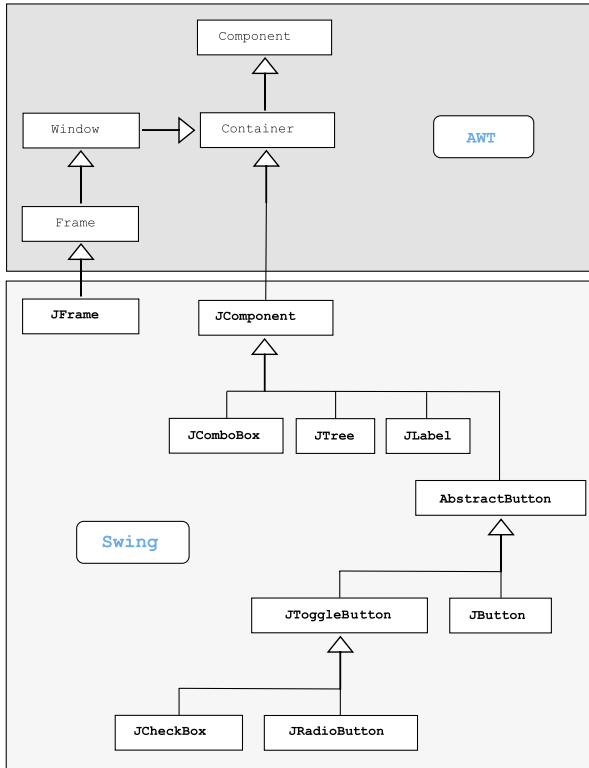 Component
Window
Container
AWT
Frame
JFrame
JComponent
JComboBox
JTree
JLabel
AbstractButton
Swing
JToggleButton
JButton
JCheckBox
JRadioButton